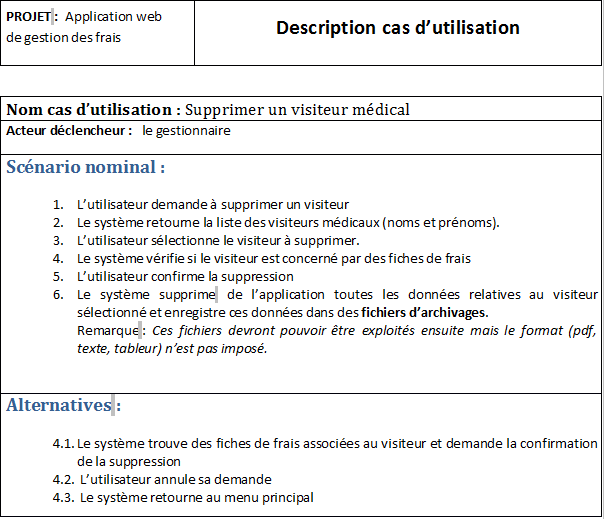 PROJET : Application web
de gestion des frais
Description cas d’utilisation
Nom cas d’utilisation : Supprimer un visiteur médical
Acteur déclencheur : le gestionnaire
Scénario nominal :
1. L’utilisateur demande à supprimer un visiteur
2. Le système retourne la liste des visiteurs médicaux (noms et prénoms).
3. L’utilisateur sélectionne le visiteur à supprimer.
4. Le système vérifie si le visiteur est concerné par des fiches de frais
5. L’utilisateur confirme la suppression
6. Le système supprime de l’application toutes les données relatives au visiteur
sélectionné et enregistre ces données dans des fichiers d’archivages.
Remarque : Ces fichiers devront pouvoir être exploités ensuite mais le format (pdf,
texte, tableur) n’est pas imposé.
Alternatives :
4.1. Le système trouve des fiches de frais associées au visiteur et demande la confirmation
de la suppression
4.2. L’utilisateur annule sa demande
4.3. Le système retourne au menu principal